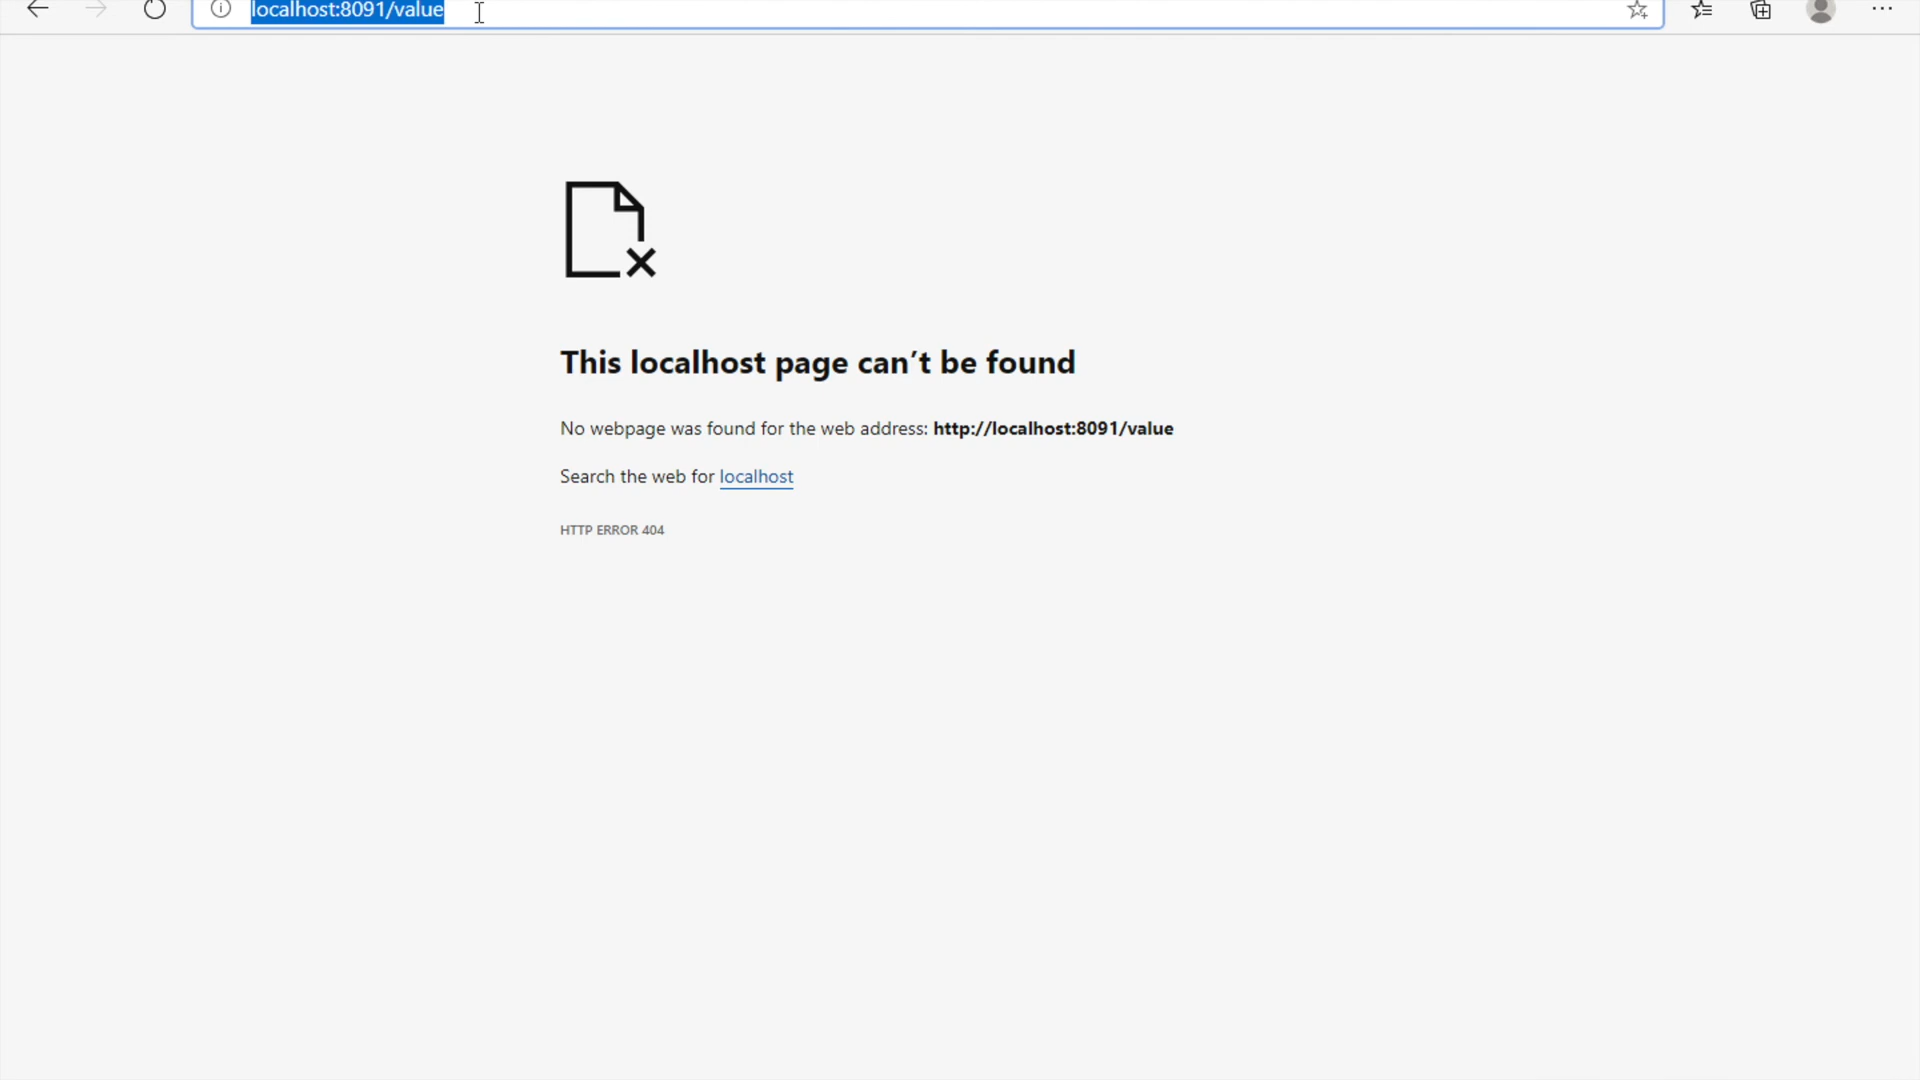 localhost:8091/value
This localhost page can’t be found
No webpage was found for the web address: http://localhost:8091/value
Search the web for localhost
HTTP ERROR 404